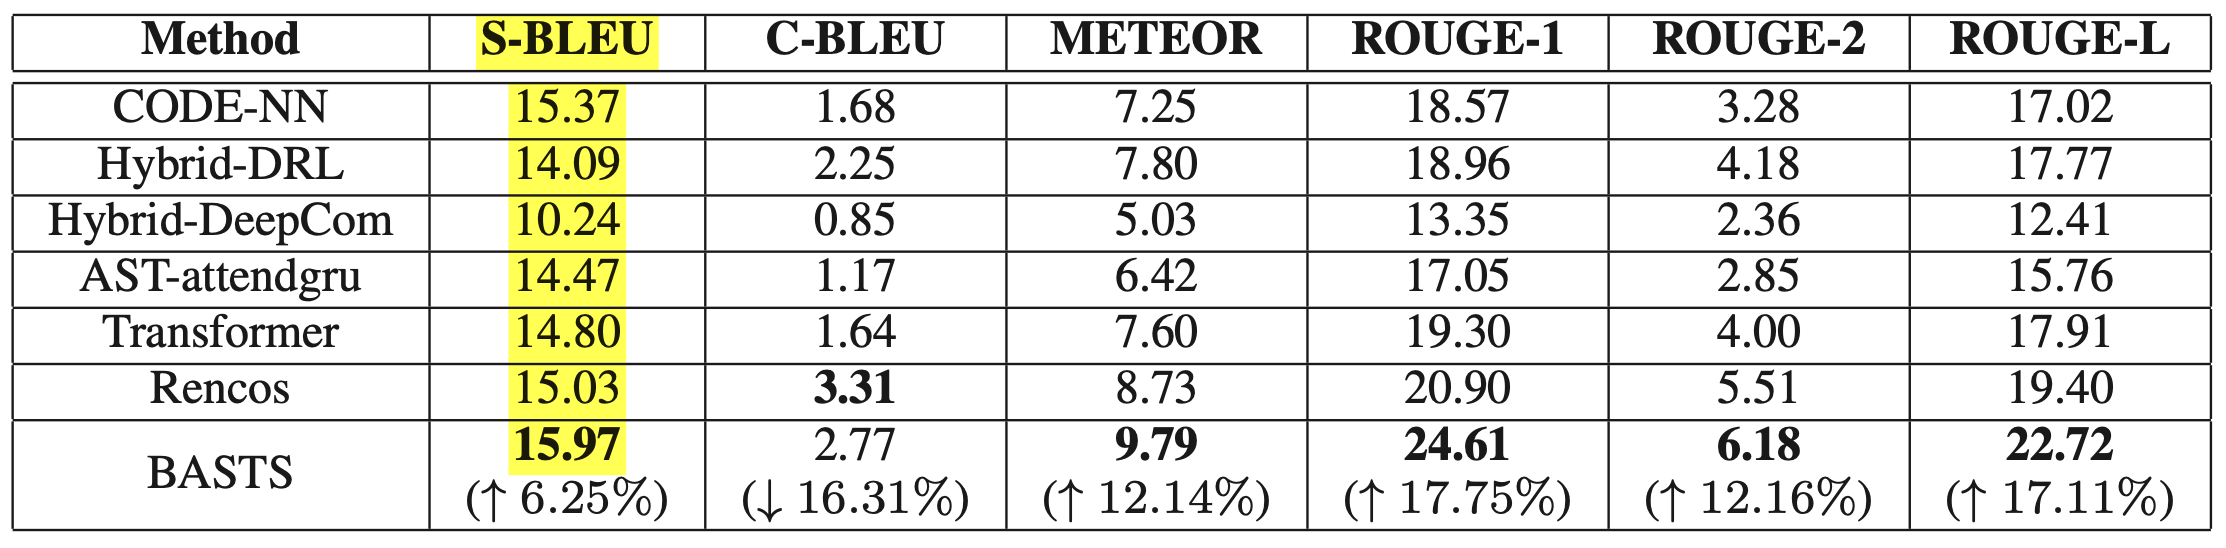 Method S-BLEU C-BLEU METEOR ROUGE-1 ROUGE-2 ROUGE-L
CODE-NN 15.37 1.68 7.25 18.57 3.28 17.02
Hybrid-DRL 14.09 2.25 7.80 18.96 4.18 17.77
Hybrid-DeepCom 10.24 0.85 5.03 13.35 2.36 12.41
AST-attendgru 14.47 1.17 6.42 17.05 2.85 15.76
Transformer 14.80 1.64 7.60 19.30 4.00 17.91
Rencos 15.03 3.31 8.73 20.90 5.51 19.40
BASTS 15.97 2.77 9.79 24.61 6.18 22.72
(↑ 6.25%) (↓ 16.31%) (↑ 12.14%) (↑ 17.75%) (↑ 12.16%) (↑ 17.11%)